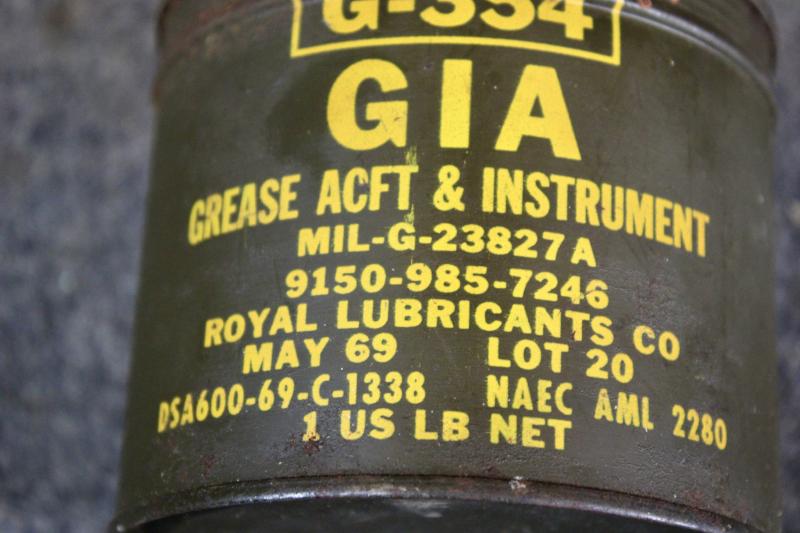 G-354
GIA
GREASE ACFT & INSTRUMENT
MIL-G-23827A
9150-985-7246
ROYAL LUBRICANTS CO
MAY 69 LOT 20
DSA600-69-C-1338 NAEC AML 2280
1 US LB NET